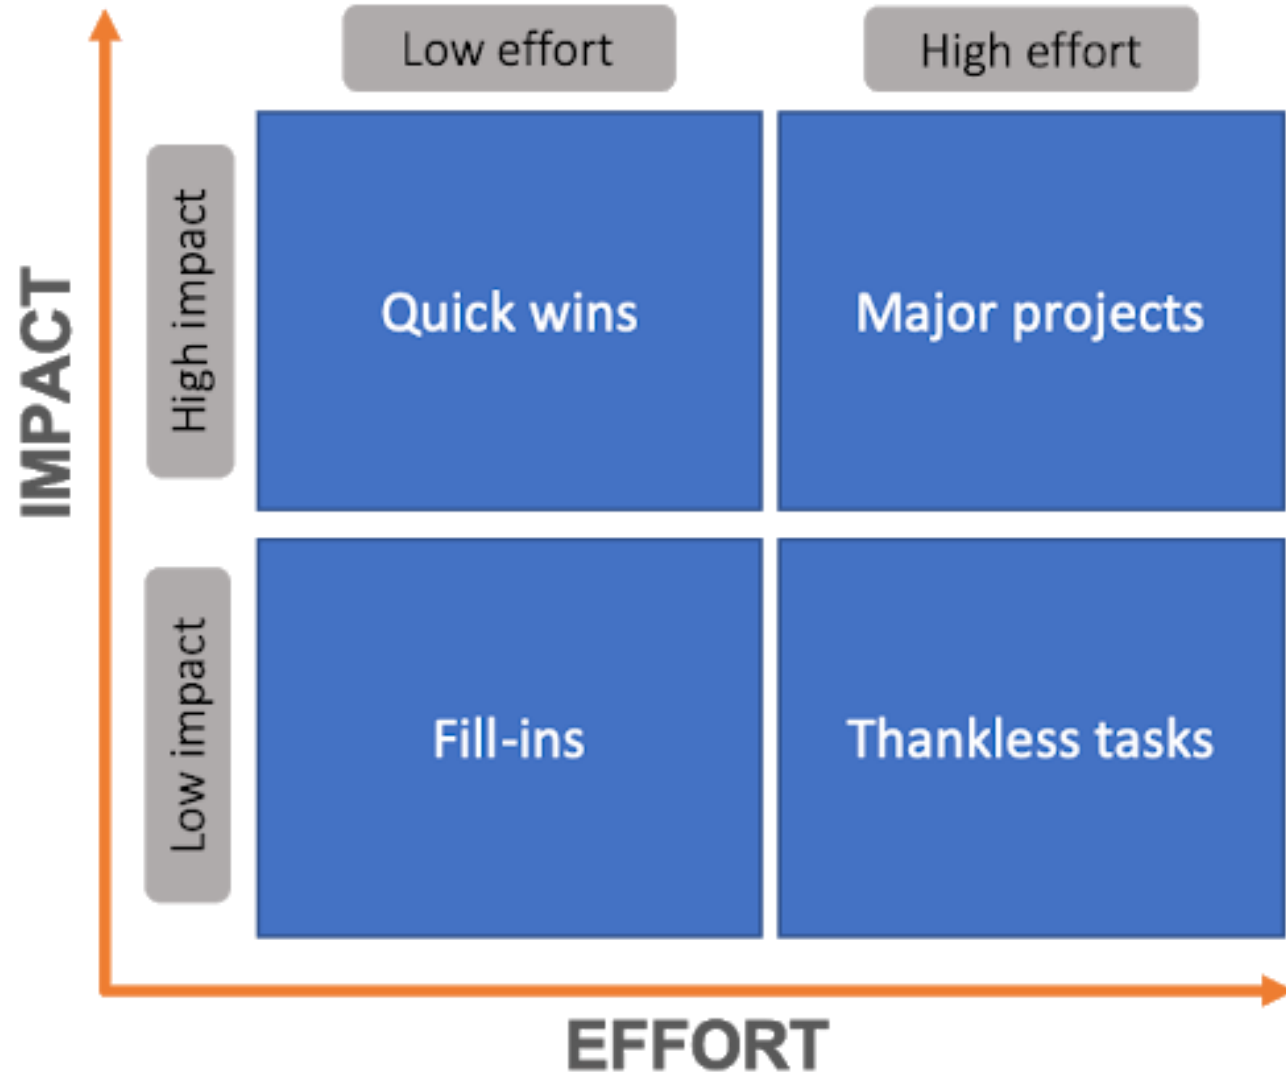 Low effort
High effort
IMPACT
High impact
Quick wins
Major projects
Low impact
Fill-ins
Thankless tasks
EFFORT